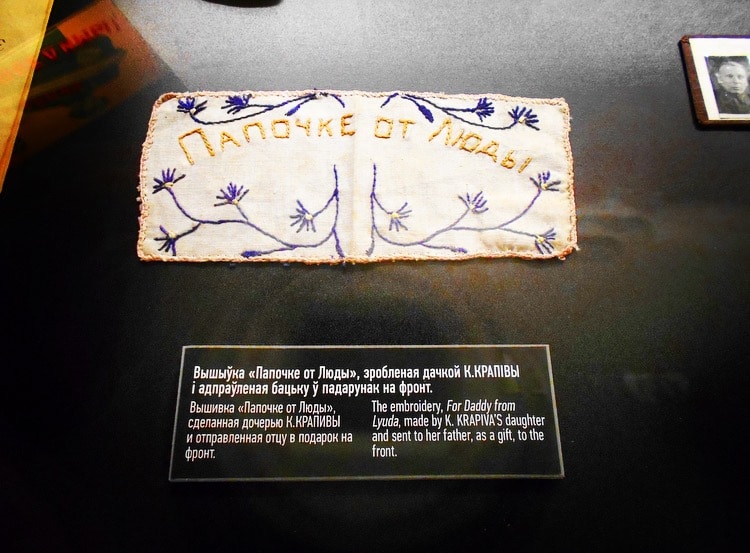 Папочке от Люды
Вышыўка «Папочке от Люды», зробленая дачкой К.КРАПІВЫ
і адпраўленая бацьку ў падарунак на фронт.
Вышивка «Папочке от Люды»,
сделанная дочерью К.КРАПИВЫ
и отправленная отцу в подарок на
фронт.
The embroidery, For Daddy from
Lyuda, made by K. KRAPIVA'S daughter
and sent to her father, as a gift, to the
front.